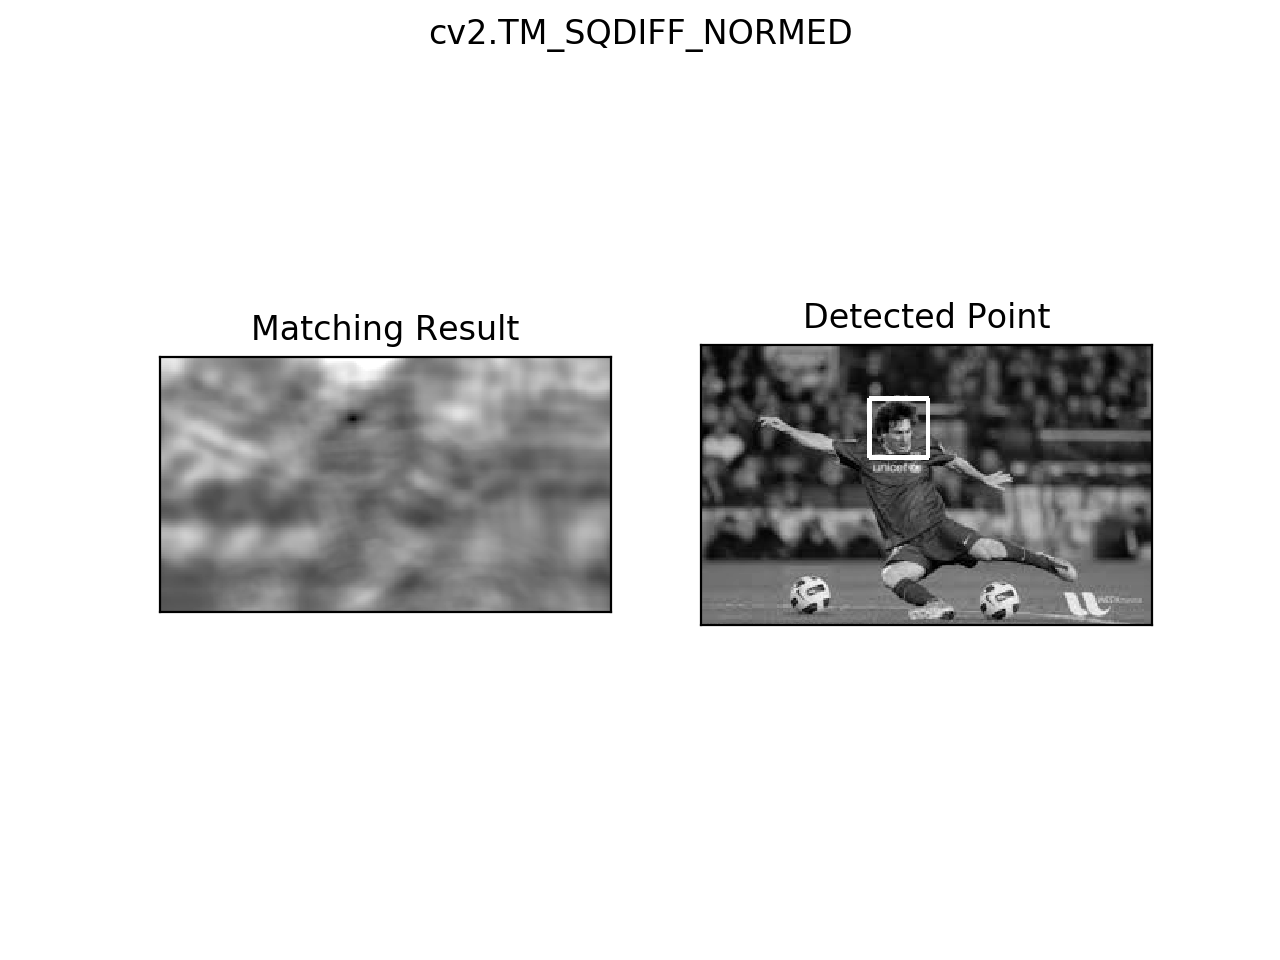 cv2.TM_SQDIFF_NORMED
Matching Result
Detected Point
unicef